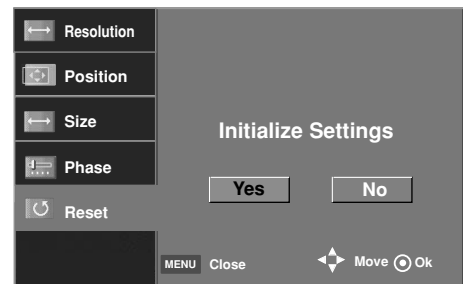 Resolution
Position
Size
Phase
Reset
Initialize Settings
Yes No
MENU Close Move Ok